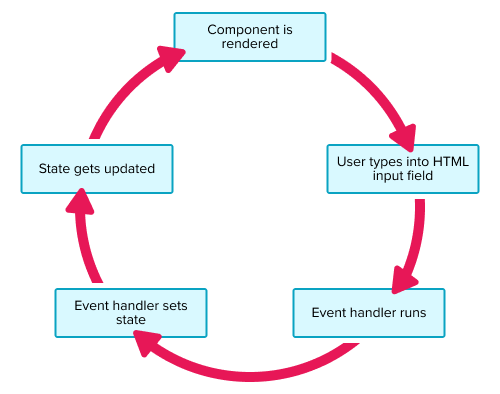 Component is
rendered
User types into HTML
input field
State gets updated
Event handler sets
state
Event handler runs